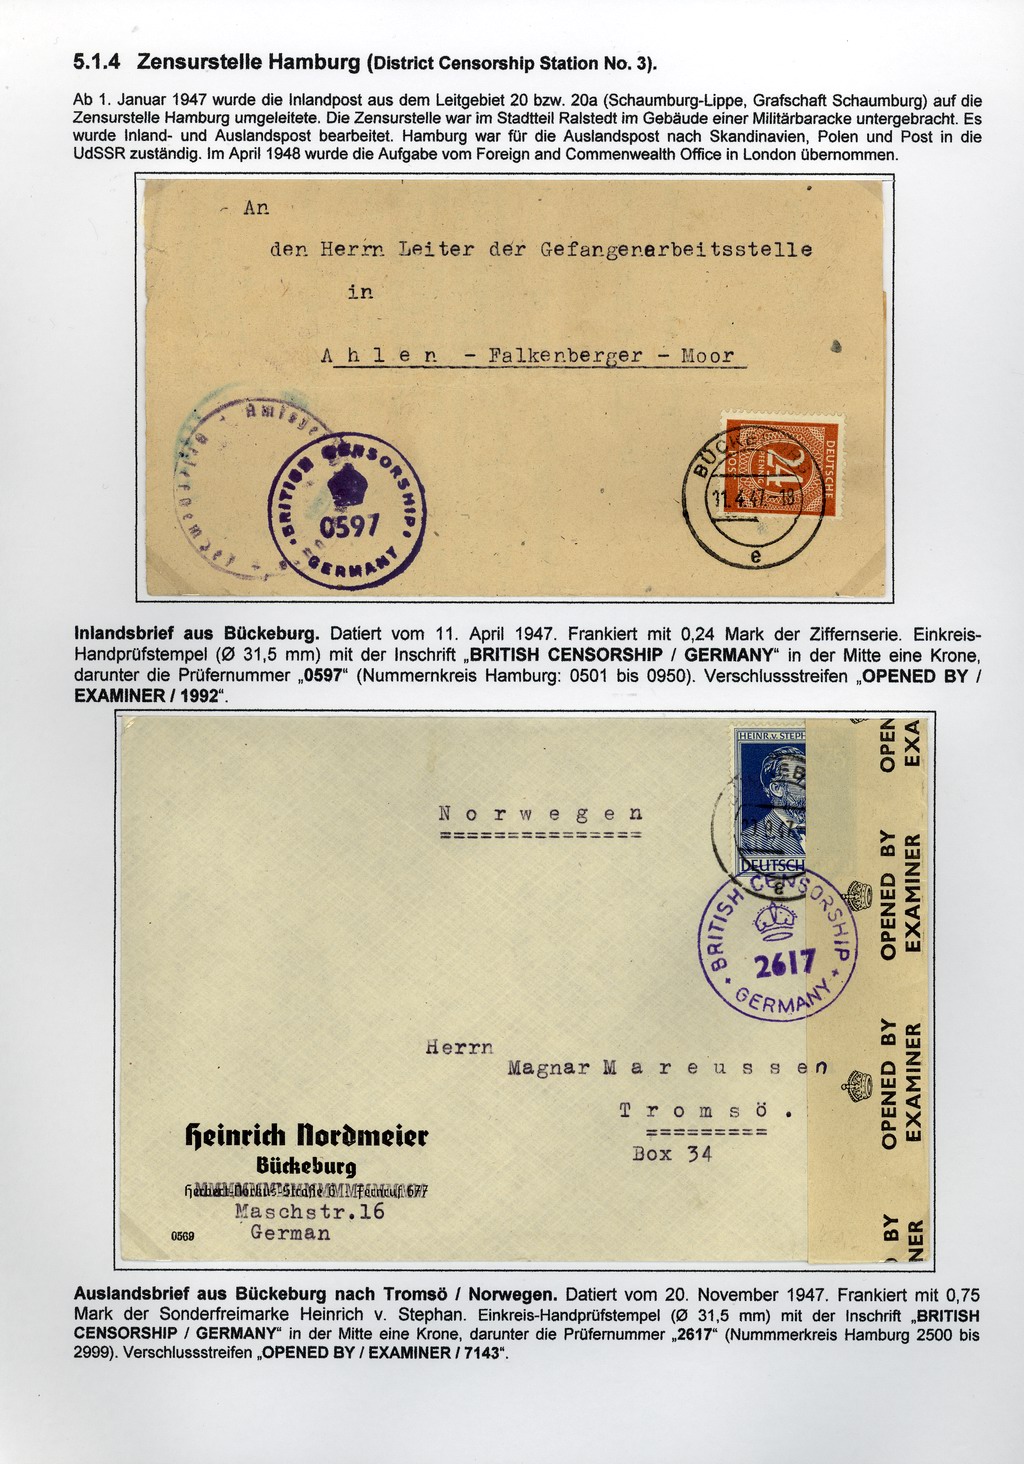 5.1.4 Zensurstelle Hamburg (District Censorship Station No. 3).
Ab 1. Januar 1947 wurde die Inlandpost aus dem Leitgebiet 20 bzw. 20a (Schaumburg-Lippe, Grafschaft Schaumburg) auf die
Zensurstelle Hamburg umgeleitete. Die Zensurstelle war im Stadtteil Ralstedt im Gebäude einer Militärbaracke untergebracht. Es
wurde Inland- und Auslandspost bearbeitet. Hamburg war für die Auslandspost nach Skandinavien, Polen und Post in die
UdSSR zuständig. Im April 1948 wurde die Aufgabe vom Foreign and Commenwealth Office in London übernommen.
An
den Herrn Leiter der Gefangenarbeitsstelle
in
Ahlen - Falkenberger - Moor
BRITISH CENSORSHIP
0597
GERMANY
DEUTSCHE
POST
24
PFENNIG
e
Inlandsbrief aus Bückeburg. Datiert vom 11. April 1947. Frankiert mit 0,24 Mark der Ziffernserie. Einkreis-
Handprüfstempel (Ø 31,5 mm) mit der Inschrift „BRITISH CENSORSHIP / GERMANY“ in der Mitte eine Krone,
darunter die Prüfernummer „0597“ (Nummernkreis Hamburg: 0501 bis 0950). Verschlussstreifen „OPENED BY /
EXAMINER / 1992“.
HEINR.v.STEPH
DEUTSCH
Norwegen
BRITISH CENSORSHIP
2617
GERMANY
OPEN
EXA
OPENED BY
EXAMINER
OPENED BY
EXAMINER
BY
NER
Herrn
Magnar Mareussen
Tromsö.
Box 34
Heinrich Nordmeier
Bückeburg
Maschstr.16
German
0569
Auslandsbrief aus Bückeburg nach Tromsö / Norwegen. Datiert vom 20. November 1947. Frankiert mit 0,75
Mark der Sonderfreimarke Heinrich v. Stephan. Einkreis-Handprüfstempel (Ø 31,5 mm) mit der Inschrift „BRITISH
CENSORSHIP / GERMANY“ in der Mitte eine Krone, darunter die Prüfernummer „2617“ (Nummmerkreis Hamburg 2500 bis
2999). Verschlussstreifen „OPENED BY / EXAMINER / 7143“.